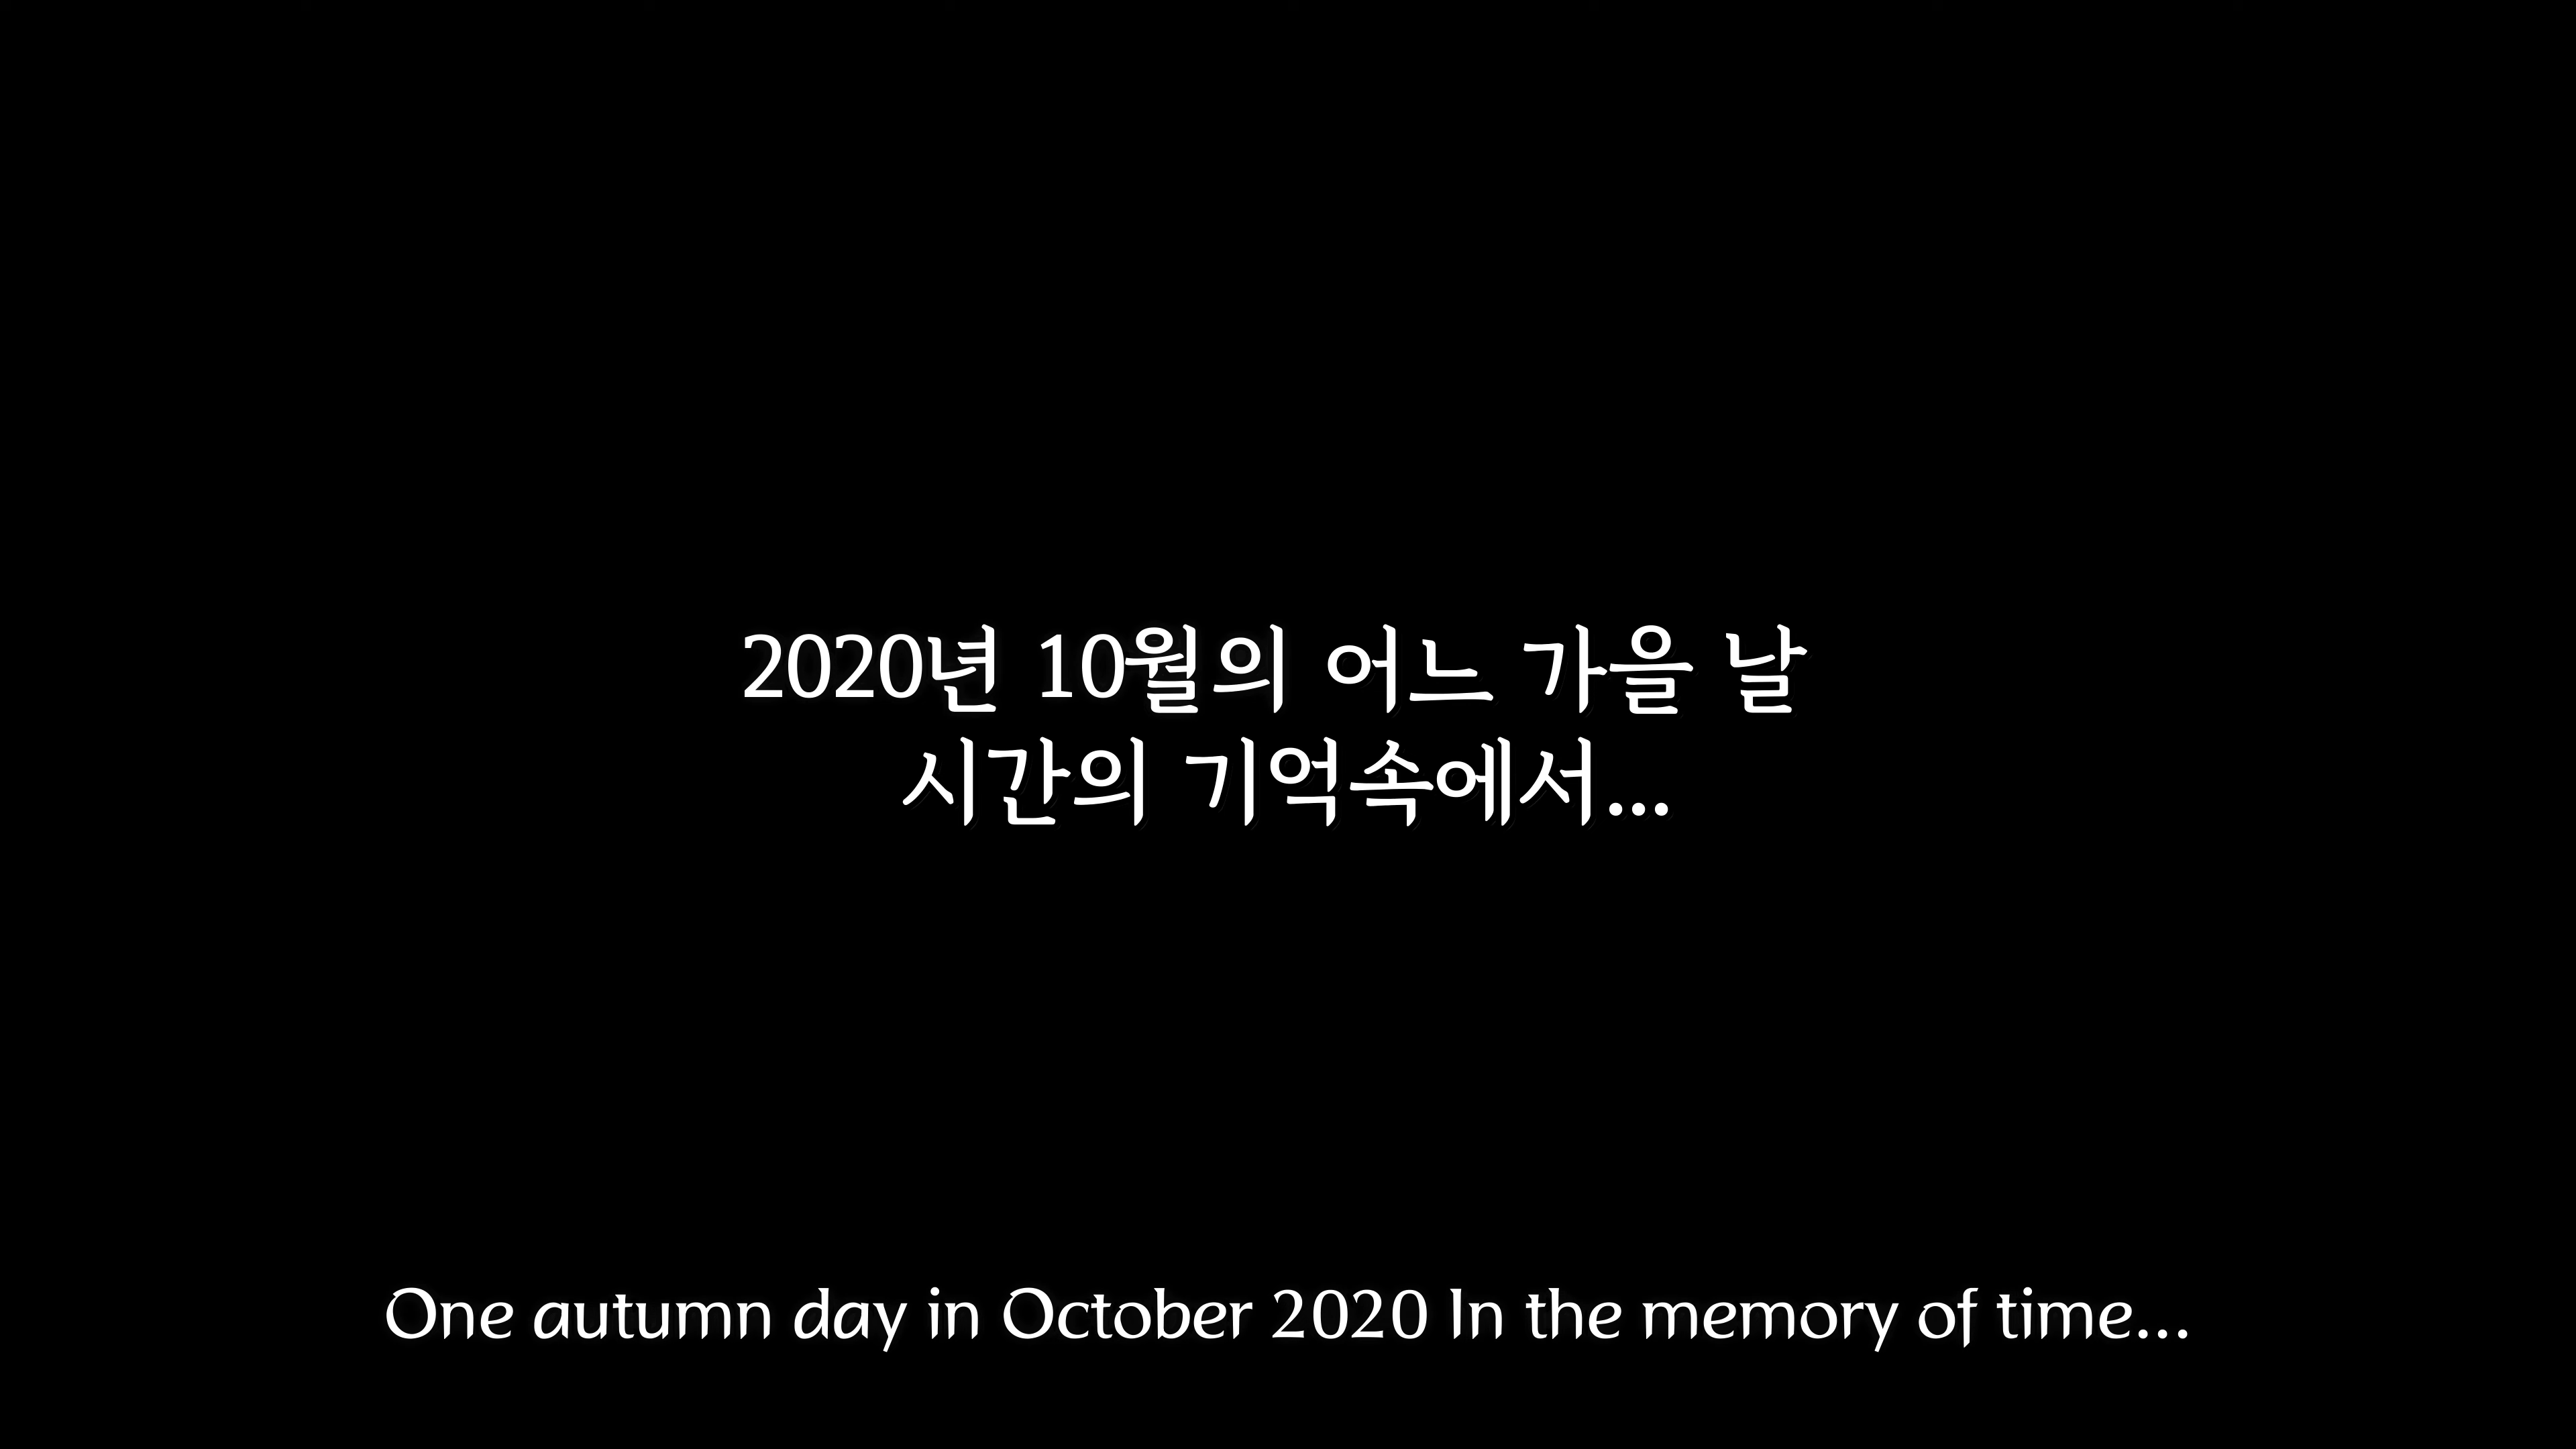 2020년 10월의 어느 가을 날
시간의 기억속에서...
One autumn day in October 2020 In the memory of time...